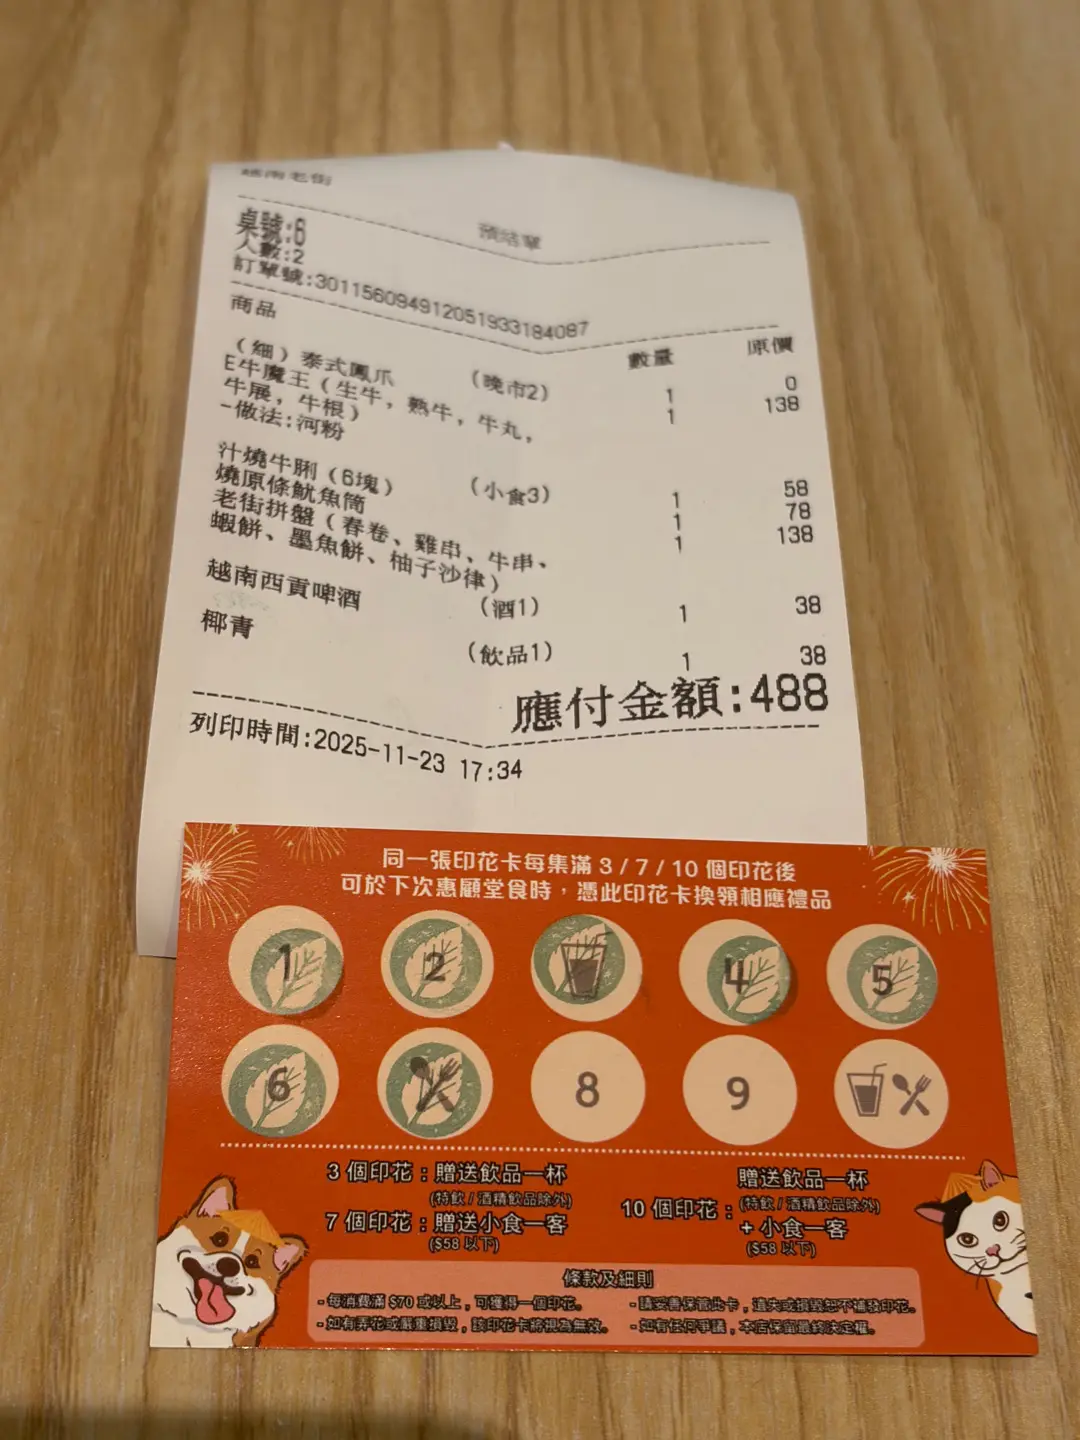 越南老街
預結單
桌號:6
人數:2
訂單號:301156094912051933184087
商品 數量 原價
(細)泰式鳳爪 (晚市2) 1 0
E牛魔王(生牛,熟牛,牛丸, 1 138
牛展,牛根)
-做法:河粉
汁燒牛脷(6塊) (小食3) 1 58
燒原條魷魚筒 1 78
老街拼盤(春卷、雞串、牛串、 1 138
蝦餅、墨魚餅、柚子沙律)
越南西貢啤酒 (酒1) 1 38
椰青 (飲品1) 1 38
應付金額:488
列印時間:2025-11-23 17:34
同一張印花卡每集滿 3 / 7 / 10 個印花後
可於下次惠顧堂食時,憑此印花卡換領相應禮品
1 2 4 5
6 8 9
3 個印花:贈送飲品一杯
(特飲 / 酒精飲品除外)
7 個印花:贈送小食一客
($58 以下)
10 個印花:
贈送飲品一杯
(特飲 / 酒精飲品除外)
+ 小食一客
($58 以下)
條款及細則
- 每消費滿 $70 或以上,可獲得一個印花。
- 如有弄花或嚴重損毀,該印花卡將視為無效。
- 請妥善保管此卡,遺失或損毀恕不補發印花。
- 如有任何爭議,本店保留最終決定權。